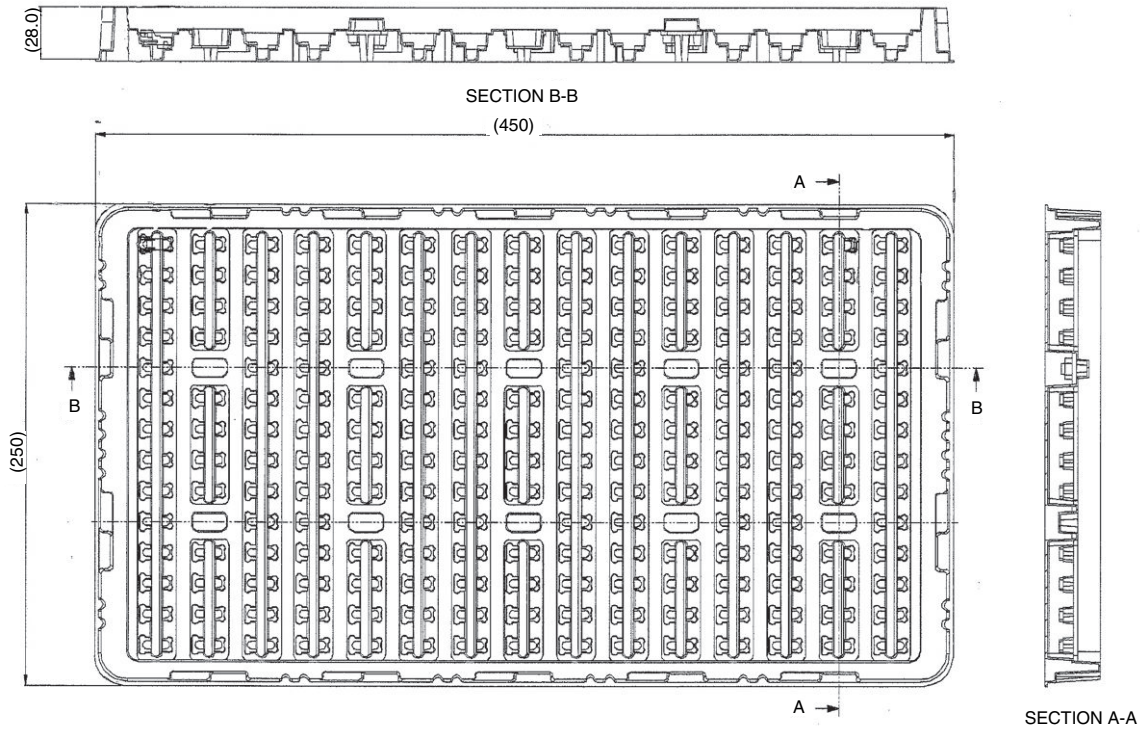 (28.0)
SECTION B-B
(450)
A
B
B
(250)
A
SECTION A-A